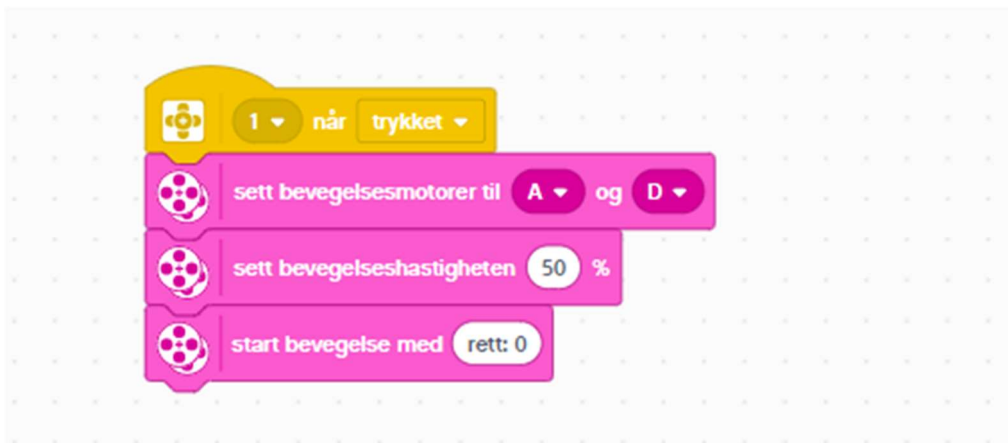 1 når trykket
sett bevegelsesmotorer til A og D
sett bevegelseshastigheten 50 %
start bevegelse med rett: 0